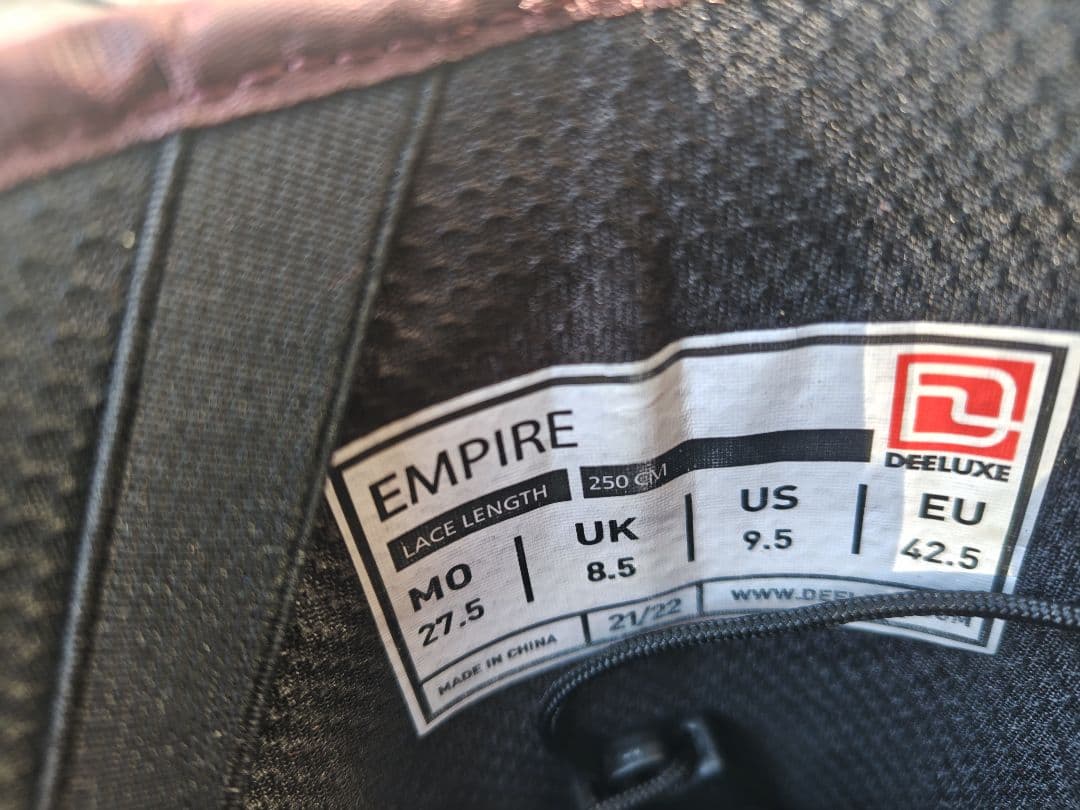 EMPIRE
DEELUXE
LACE LENGTH 250 CM
MO UK US EU
27.5 8.5 9.5 42.5
MADE IN CHINA 21/22